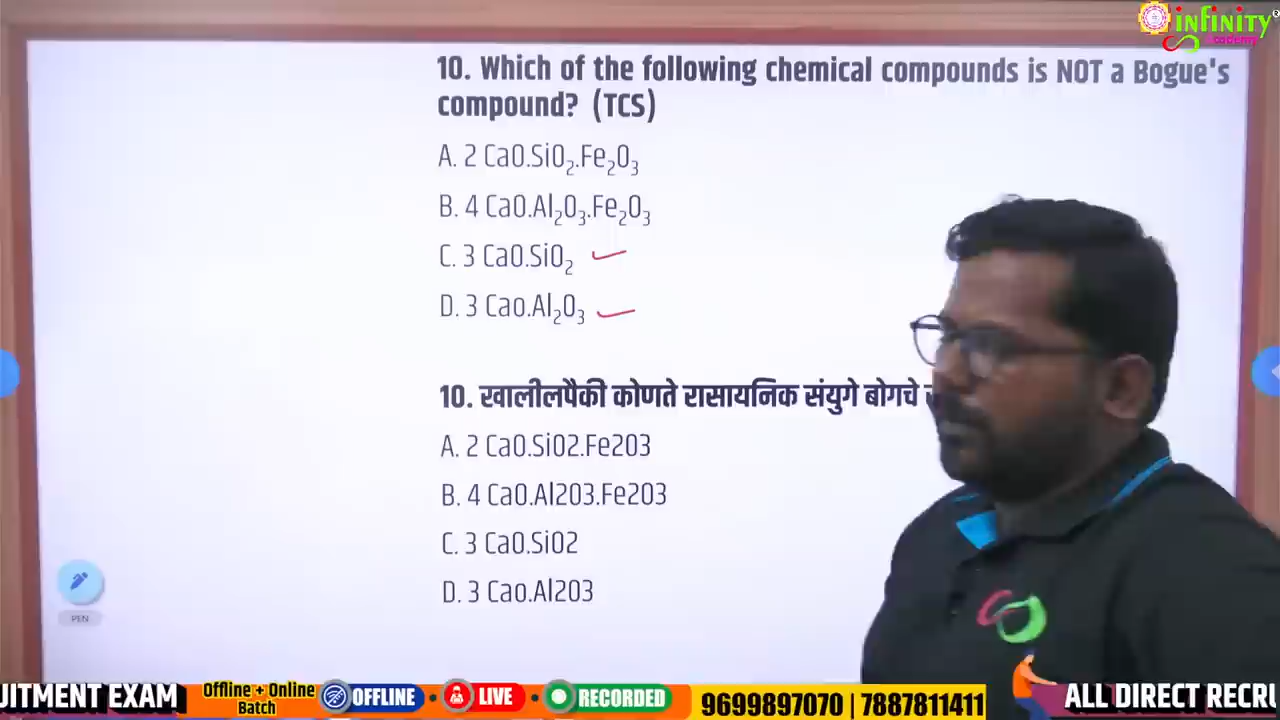 infinity
cademy
10. Which of the following chemical compounds is NOT a Bogue's
compound? (TCS)
A. 2 CaO.SiO₂.Fe₂O₃
B. 4 CaO.Al₂O₃.Fe₂O₃
C. 3 CaO.SiO₂
D. 3 Cao.Al₂O₃
10. खालीलपैकी कोणते रासायनिक संयुगे बोगचे
A. 2 CaO.SiO2.Fe2O3
B. 4 CaO.Al2O3.Fe2O3
C. 3 CaO.SiO2
D. 3 Cao.Al2O3
PEN
UITMENT EXAM
Offline + Online
Batch
OFFLINE
LIVE
RECORDED
9699897070 | 7887811411
ALL DIRECT RECRU